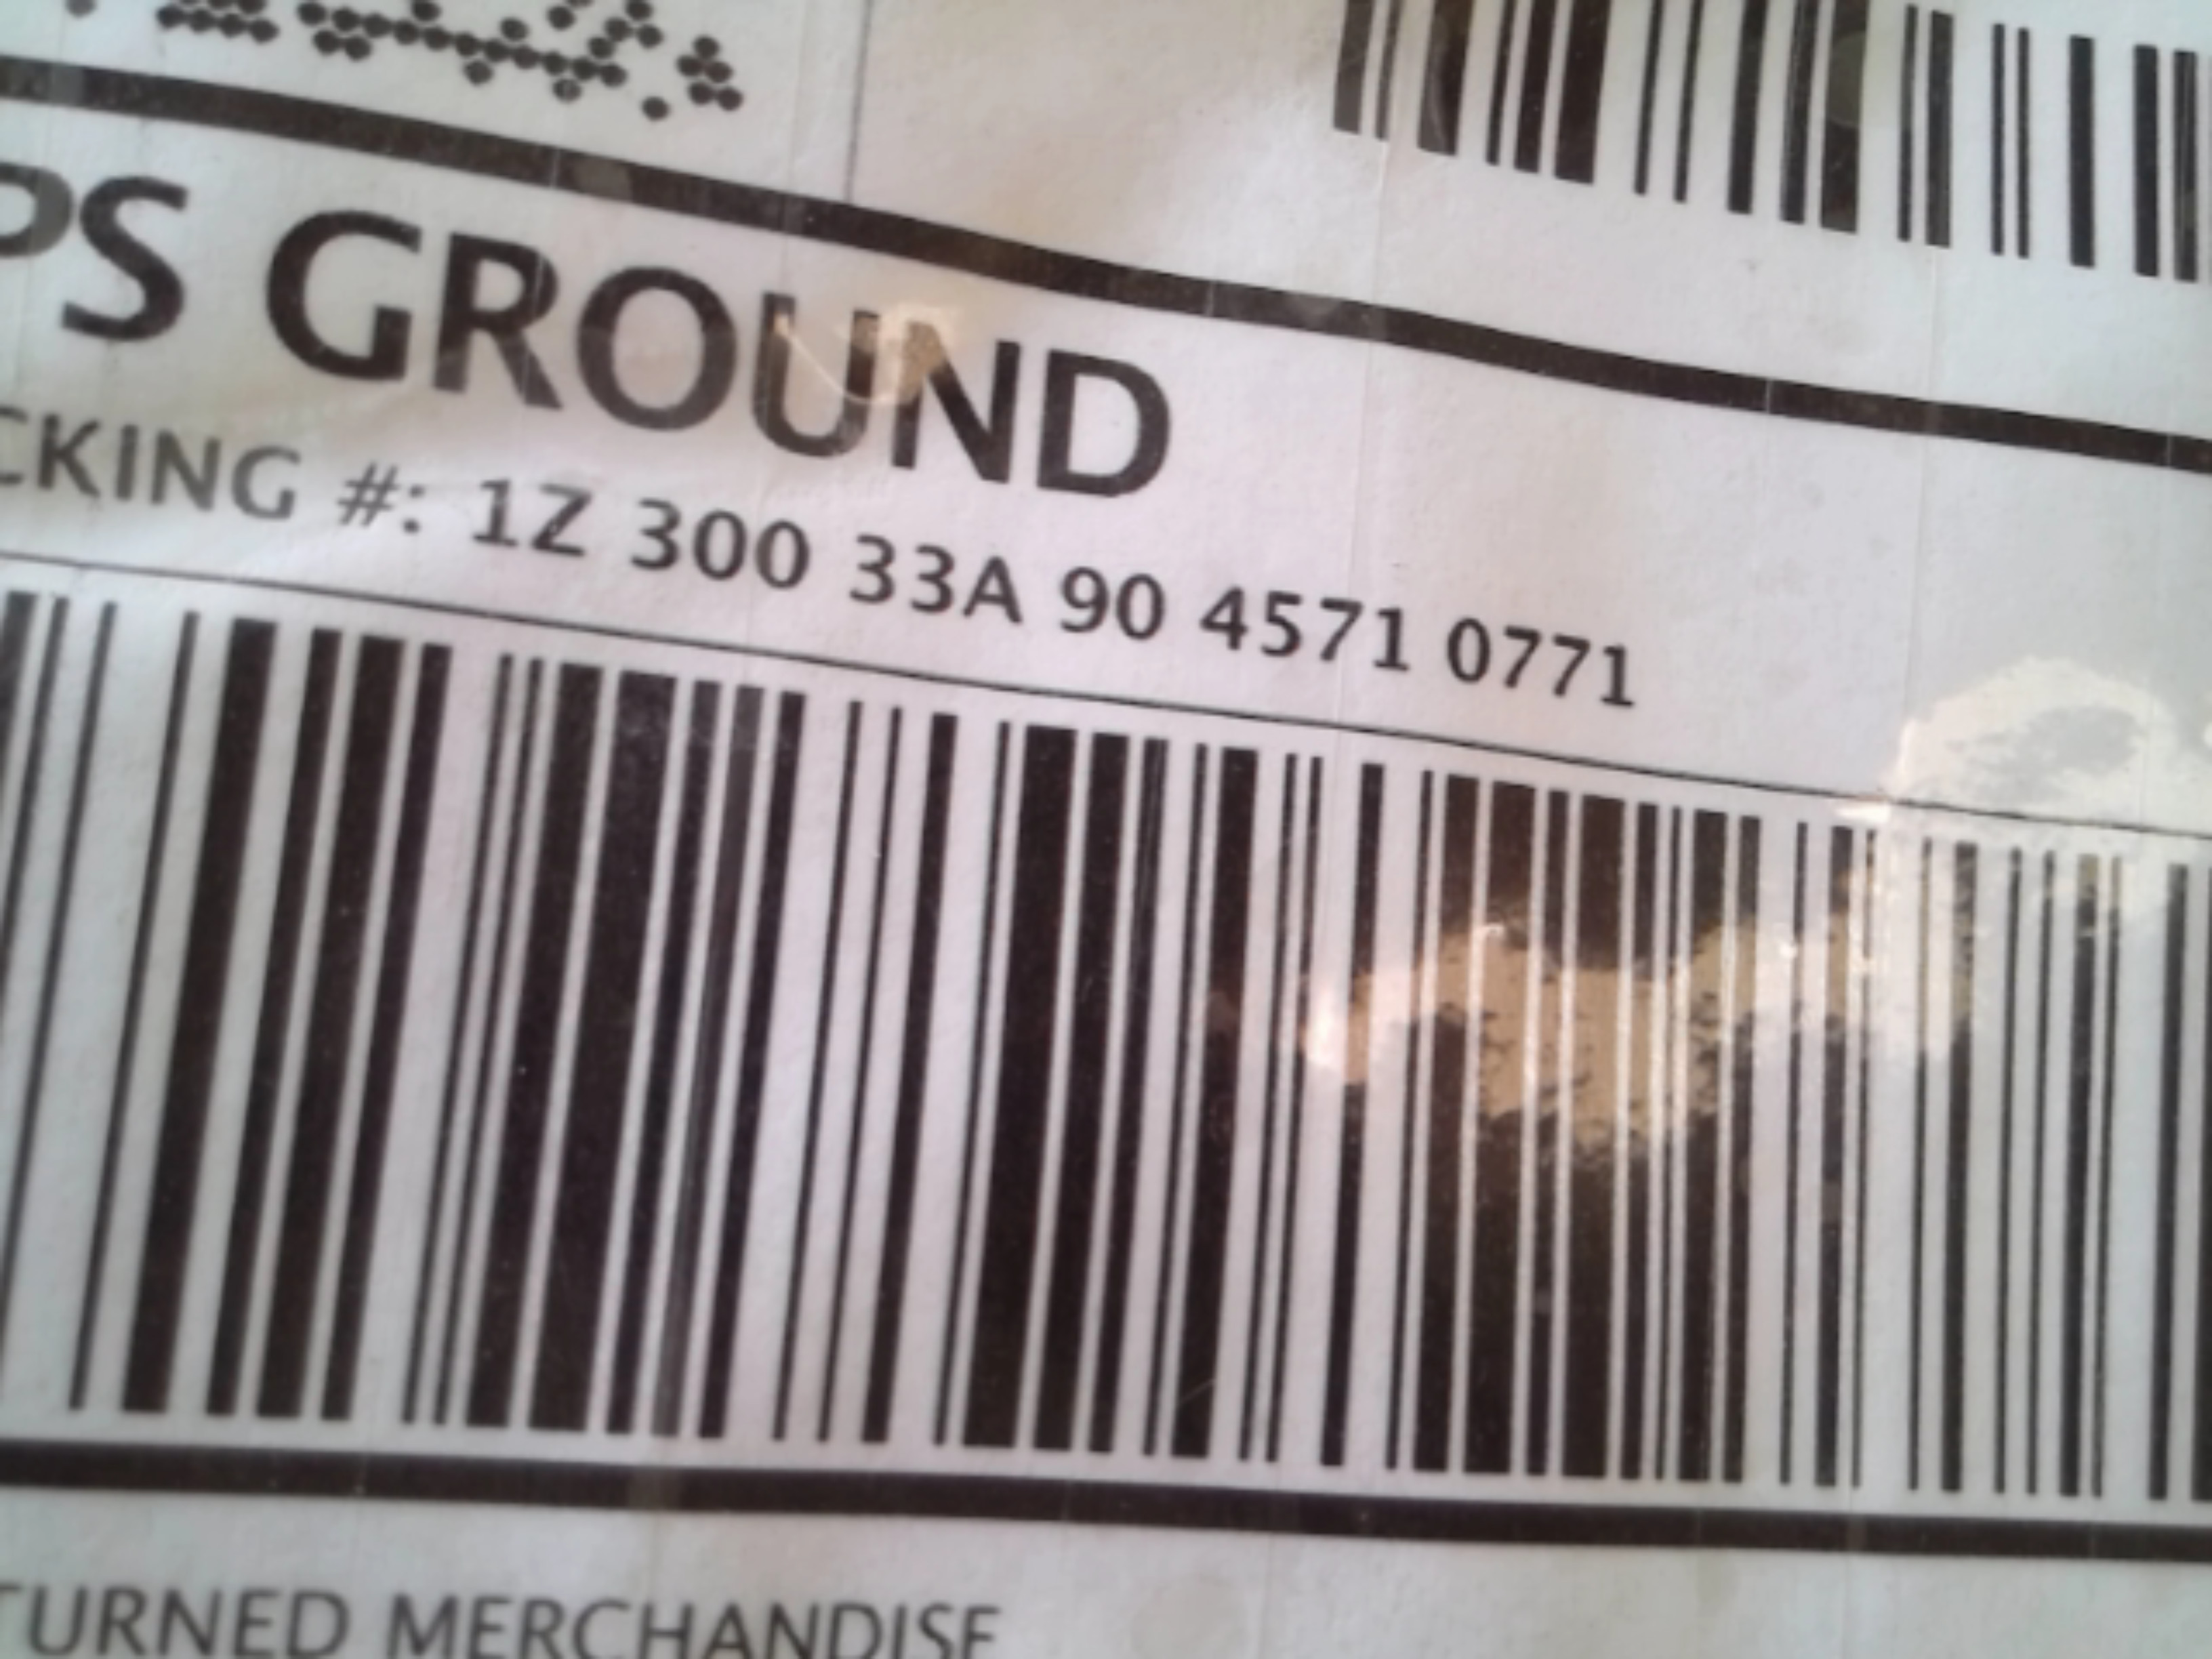 PS GROUND
CKING #: 1Z 300 33A 90 4571 0771
TURNED MERCHANDISE